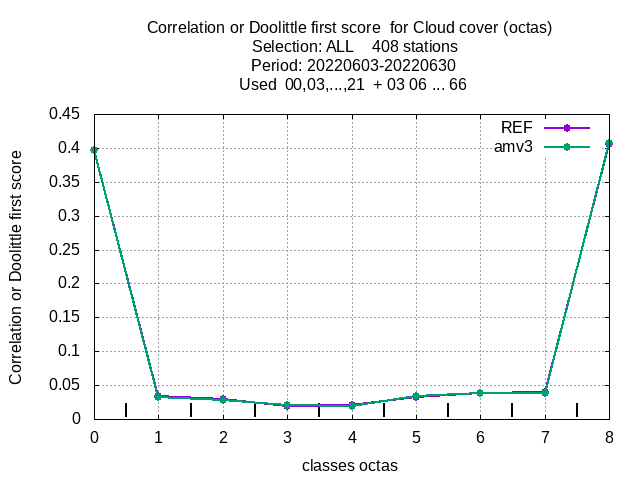 Correlation or Doolittle first score  for Cloud cover (octas)
Selection: ALL    408 stations
Period: 20220603-20220630
Used  00,03,...,21  + 03 06 ... 66
REF
amv3
Correlation or Doolittle first score
0.45
0.4
0.35
0.3
0.25
0.2
0.15
0.1
0.05
0
0 1 2 3 4 5 6 7 8
classes octas